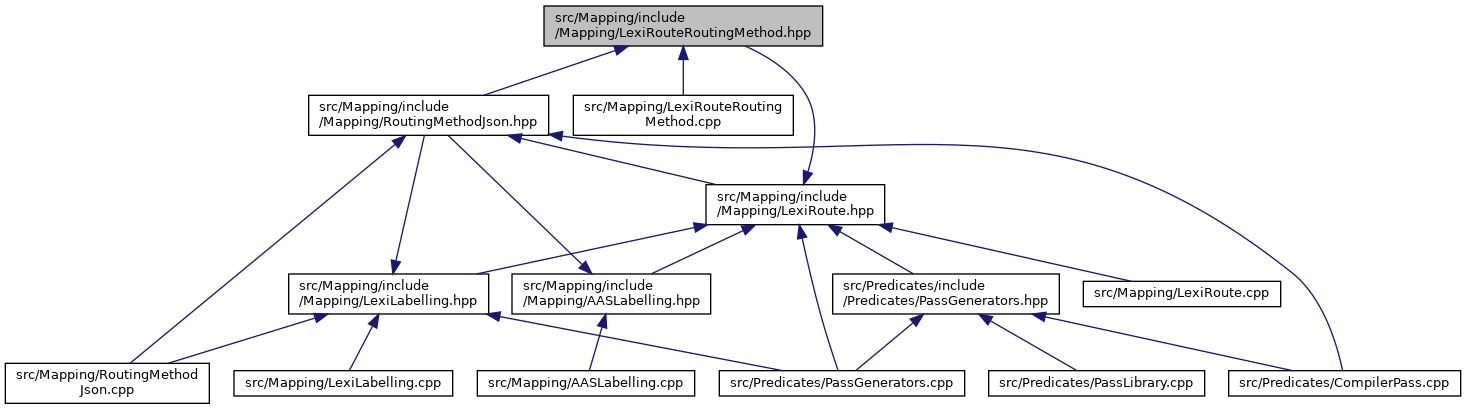 src/Mapping/include
/Mapping/LexiRouteRoutingMethod.hpp
src/Mapping/include
/Mapping/RoutingMethodJson.hpp
src/Mapping/LexiRouteRouting
Method.cpp
src/Mapping/include
/Mapping/LexiRoute.hpp
src/Mapping/include
/Mapping/LexiLabelling.hpp
src/Mapping/include
/Mapping/AASLabelling.hpp
src/Predicates/include
/Predicates/PassGenerators.hpp
src/Mapping/LexiRoute.cpp
src/Mapping/RoutingMethod
Json.cpp
src/Mapping/LexiLabelling.cpp
src/Mapping/AASLabelling.cpp
src/Predicates/PassGenerators.cpp
src/Predicates/PassLibrary.cpp
src/Predicates/CompilerPass.cpp